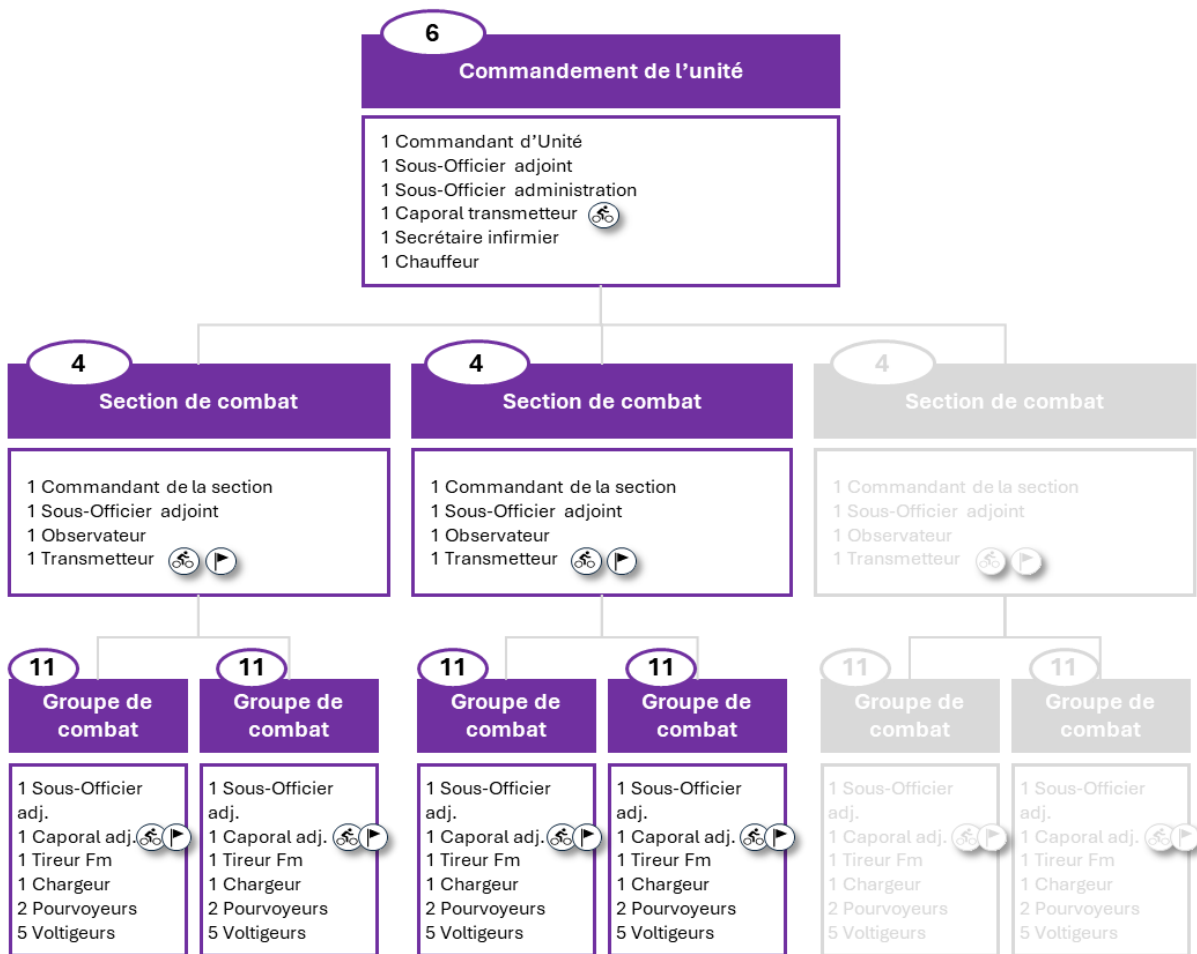 6
Commandement de l’unité
1 Commandant d’Unité
1 Sous-Officier adjoint
1 Sous-Officier administration
1 Caporal transmetteur
1 Secrétaire infirmier
1 Chauffeur
4
Section de combat
1 Commandant de la section
1 Sous-Officier adjoint
1 Observateur
1 Transmetteur
4
Section de combat
1 Commandant de la section
1 Sous-Officier adjoint
1 Observateur
1 Transmetteur
4
Section de combat
1 Commandant de la section
1 Sous-Officier adjoint
1 Observateur
1 Transmetteur
11
Groupe de
combat
1 Sous-Officier
adj.
1 Caporal adj.
1 Tireur Fm
1 Chargeur
2 Pourvoyeurs
5 Voltigeurs
11
Groupe de
combat
1 Sous-Officier
adj.
1 Caporal adj.
1 Tireur Fm
1 Chargeur
2 Pourvoyeurs
5 Voltigeurs
11
Groupe de
combat
1 Sous-Officier
adj.
1 Caporal adj.
1 Tireur Fm
1 Chargeur
2 Pourvoyeurs
5 Voltigeurs
11
Groupe de
combat
1 Sous-Officier
adj.
1 Caporal adj.
1 Tireur Fm
1 Chargeur
2 Pourvoyeurs
5 Voltigeurs
11
Groupe de
combat
1 Sous-Officier
adj.
1 Caporal adj.
1 Tireur Fm
1 Chargeur
2 Pourvoyeurs
5 Voltigeurs
11
Groupe de
combat
1 Sous-Officier
adj.
1 Caporal adj.
1 Tireur Fm
1 Chargeur
2 Pourvoyeurs
5 Voltigeurs